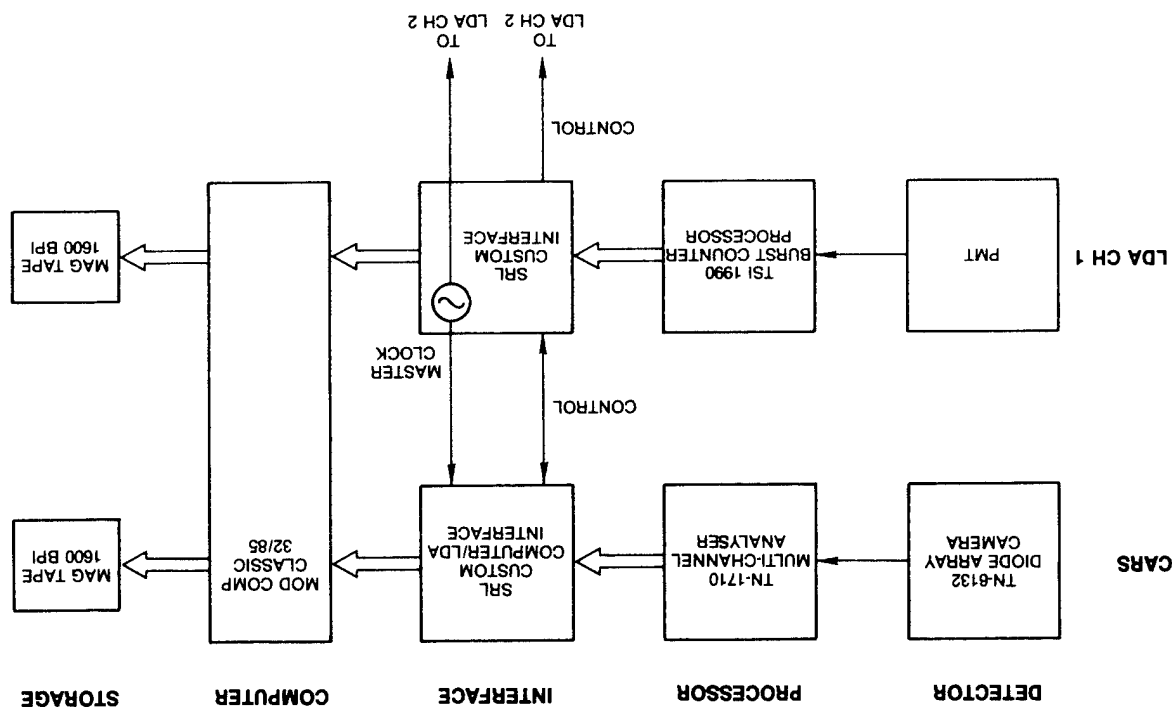 DETECTOR
PROCESSOR
INTERFACE
COMPUTER
STORAGE
CARS
TN-6132
DIODE ARRAY
CAMERA
TN-1710
MULTI-CHANNEL
ANALYSER
SRL
CUSTOM
COMPUTER/LDA
INTERFACE
MOD COMP
CLASSIC
32/85
MAG TAPE
1600 BPI
CONTROL
MASTER
CLOCK
LDA CH 1
PMT
TSI 1990
BURST COUNTER
PROCESSOR
SRL
CUSTOM
INTERFACE
MAG TAPE
1600 BPI
CONTROL
TO
LDA CH 2
TO
LDA CH 2